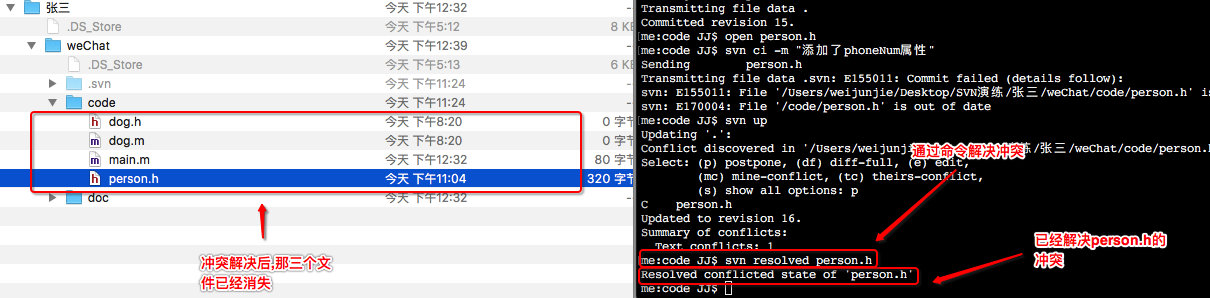 张三 今天 下午12:32 --
.DS_Store 今天 下午5:12 8 KB
weChat 今天 下午12:39 --
.DS_Store 今天 下午5:13 6 KB
.svn 今天 下午11:24 --
code 今天 下午11:24 --
dog.h 今天 下午8:20 0 字节
dog.m 今天 下午8:20 0 字节
main.m 今天 下午12:32 80 字节
person.h 今天 下午11:04 320 字节
doc 今天 下午12:32 --
冲突解决后,那三个文
件已经消失
Transmitting file data .
Committed revision 15.
me:code JJ$ open person.h
me:code JJ$ svn ci -m "添加了phoneNum属性"
Sending person.h
Transmitting file data .svn: E155011: Commit failed (details follow):
svn: E155011: File '/Users/weijunjie/Desktop/SVN演练/张三/weChat/code/person.h' is
svn: E170004: File '/code/person.h' is out of date
me:code JJ$ svn up
Updating '.':
Conflict discovered in '/Users/weijunji 练/张三/weChat/code/person.h
通过命令解决冲突
Select: (p) postpone, (df) diff-full, (e) edit,
(mc) mine-conflict, (tc) theirs-conflict,
(s) show all options: p
C person.h
Updated to revision 16.
Summary of conflicts:
Text conflicts: 1
me:code JJ$ svn resolved person.h
Resolved conflicted state of 'person.h'
me:code JJ$
已经解决person.h的
冲突